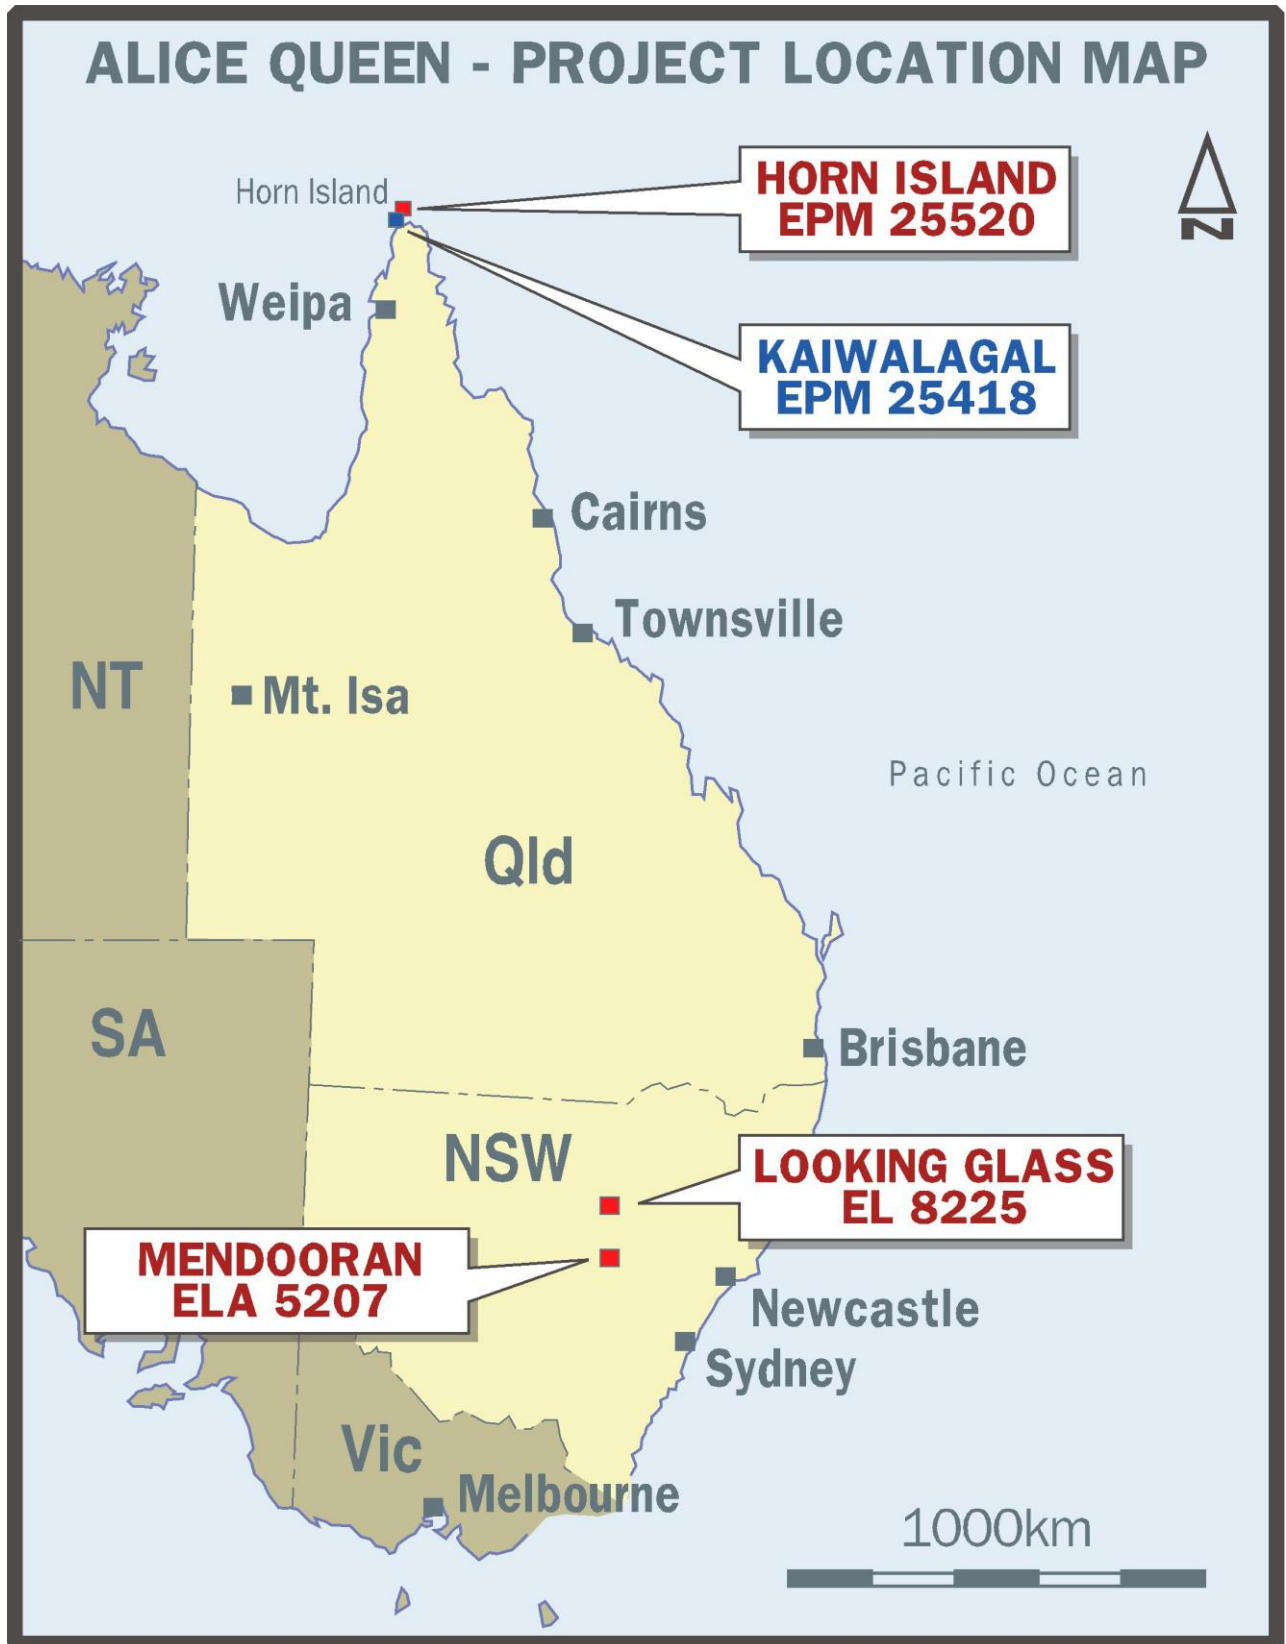 ALICE QUEEN - PROJECT LOCATION MAP
HORN ISLAND
EPM 25520
Horn Island
N
Weipa
KAIWALAGAL
EPM 25418
Cairns
Townsville
NT
Mt. Isa
Pacific Ocean
Qld
SA
Brisbane
NSW
LOOKING GLASS
EL 8225
MENDOORAN
ELA 5207
Newcastle
Sydney
Vic
Melbourne
1000km